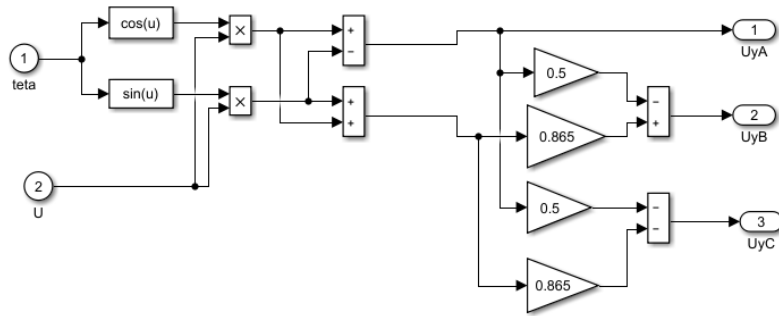 cos(u)
×
+
−
1
UyA
1
teta
sin(u)
×
+
+
0.5
−
+
2
UyB
0.865
2
U
0.5
−
−
3
UyC
0.865